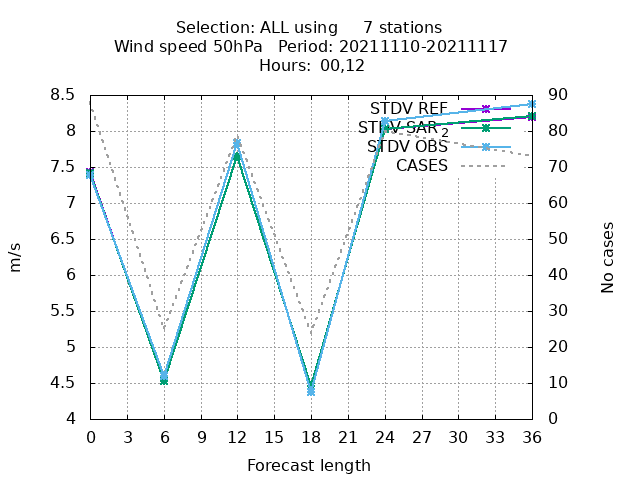 Selection: ALL using 7 stations
Wind speed 50hPa Period: 20211110-20211117
Hours: 00,12
STDV REF
STDV SAR2
STDV OBS
CASES
8.5
8
7.5
7
6.5
6
5.5
5
4.5
4
90
80
70
60
50
40
30
20
10
0
m/s
No cases
0 3 6 9 12 15 18 21 24 27 30 33 36
Forecast length